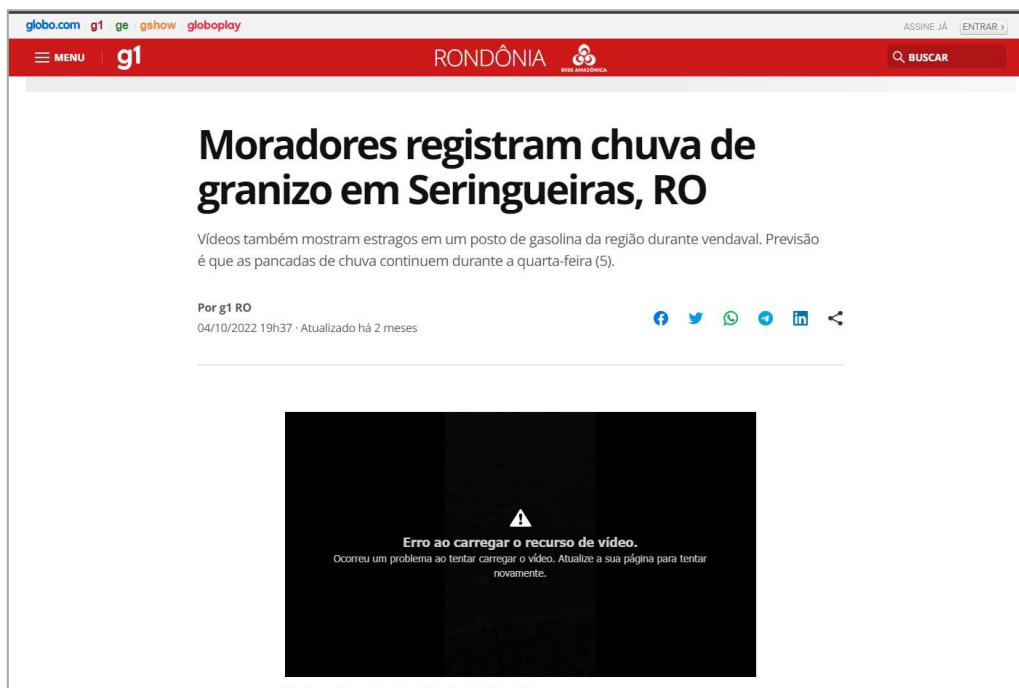 globo.com g1 ge gshow globoplay ASSINE JÁ ENTRAR >
MENU g1 RONDÔNIA REDE AMAZÔNICA BUSCAR
Moradores registram chuva de
granizo em Seringueiras, RO
Vídeos também mostram estragos em um posto de gasolina da região durante vendaval. Previsão
é que as pancadas de chuva continuem durante a quarta-feira (5).
Por g1 RO
04/10/2022 19h37 · Atualizado há 2 meses
Erro ao carregar o recurso de vídeo.
Ocorreu um problema ao tentar carregar o vídeo. Atualize a sua página para tentar
novamente.